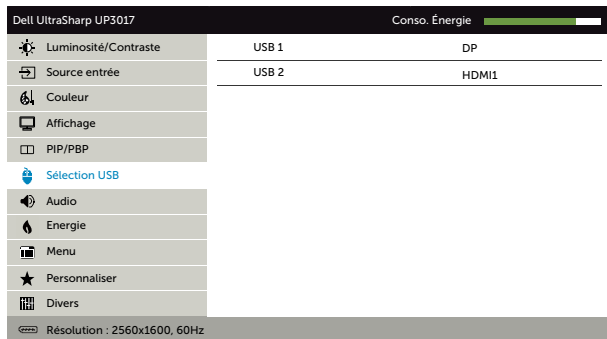 Dell UltraSharp UP3017 Conso. Énergie
Luminosité/Contraste USB 1 DP
Source entrée USB 2 HDMI1
Couleur
Affichage
PIP/PBP
Sélection USB
Audio
Energie
Menu
Personnaliser
Divers
Résolution : 2560x1600, 60Hz